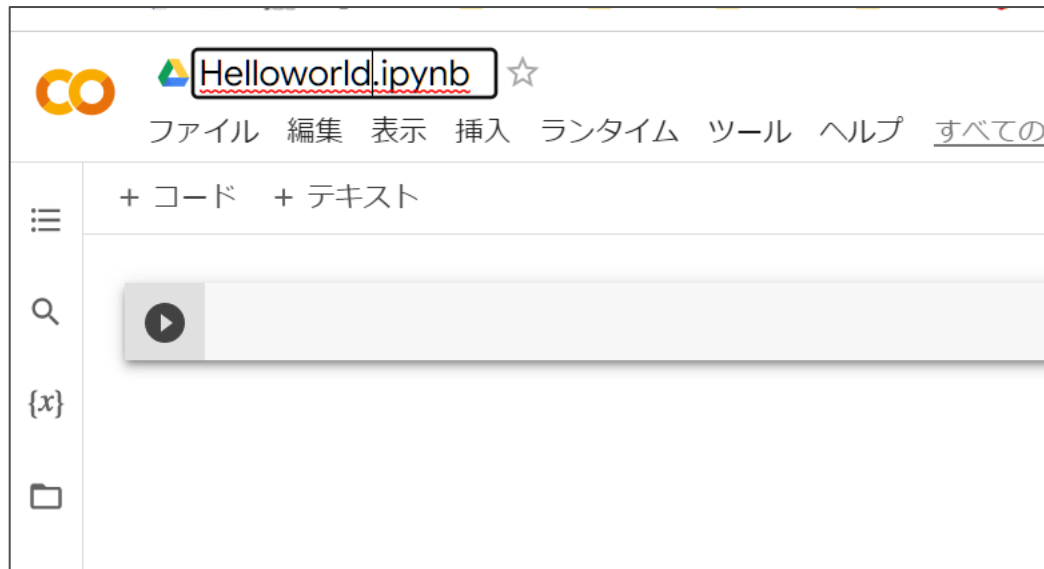 Helloworld.ipynb
ファイル 編集 表示 挿入 ランタイム ツール ヘルプ すべての
+ コード + テキスト
{x}